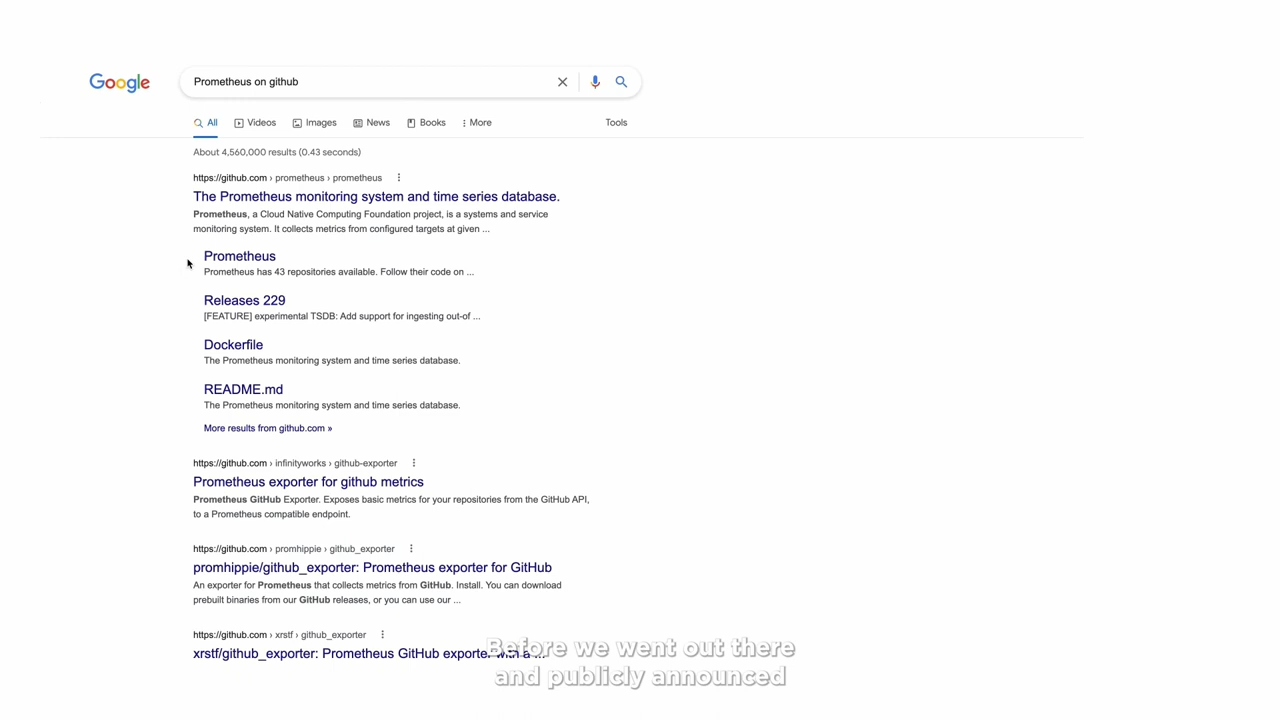 Google
Prometheus on github
All
Videos
Images
News
Books
More
Tools
About 4,560,000 results (0.43 seconds)
https://github.com › prometheus › prometheus
The Prometheus monitoring system and time series database.
Prometheus, a Cloud Native Computing Foundation project, is a systems and service
monitoring system. It collects metrics from configured targets at given ...
Prometheus
Prometheus has 43 repositories available. Follow their code on ...
Releases 229
[FEATURE] experimental TSDB: Add support for ingesting out-of ...
Dockerfile
The Prometheus monitoring system and time series database.
README.md
The Prometheus monitoring system and time series database.
More results from github.com »
https://github.com › infinityworks › github-exporter
Prometheus exporter for github metrics
Prometheus GitHub Exporter. Exposes basic metrics for your repositories from the GitHub API,
to a Prometheus compatible endpoint.
https://github.com › promhippie › github_exporter
promhippie/github_exporter: Prometheus exporter for GitHub
An exporter for Prometheus that collects metrics from GitHub. Install. You can download
prebuilt binaries from our GitHub releases, or you can use our ...
https://github.com › xrstf › github_exporter
xrstf/github_exporter: Prometheus GitHub exporter with a ...
Before we went out there
and publicly announced